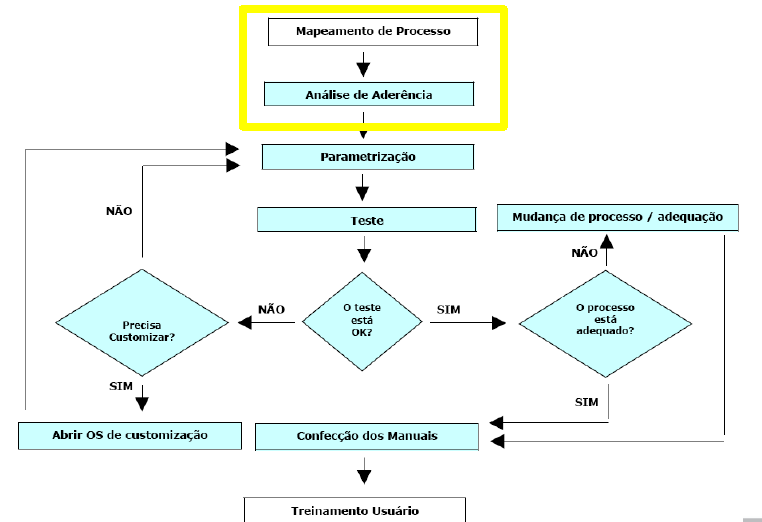 Mapeamento de Processo
Análise de Aderência
Parametrização
NÃO
Teste
Mudança de processo / adequação
NÃO
Precisa
Customizar?
NÃO
O teste
está
OK?
SIM
O processo
está
adequado?
SIM
SIM
Abrir OS de customização
Confecção dos Manuais
Treinamento Usuário